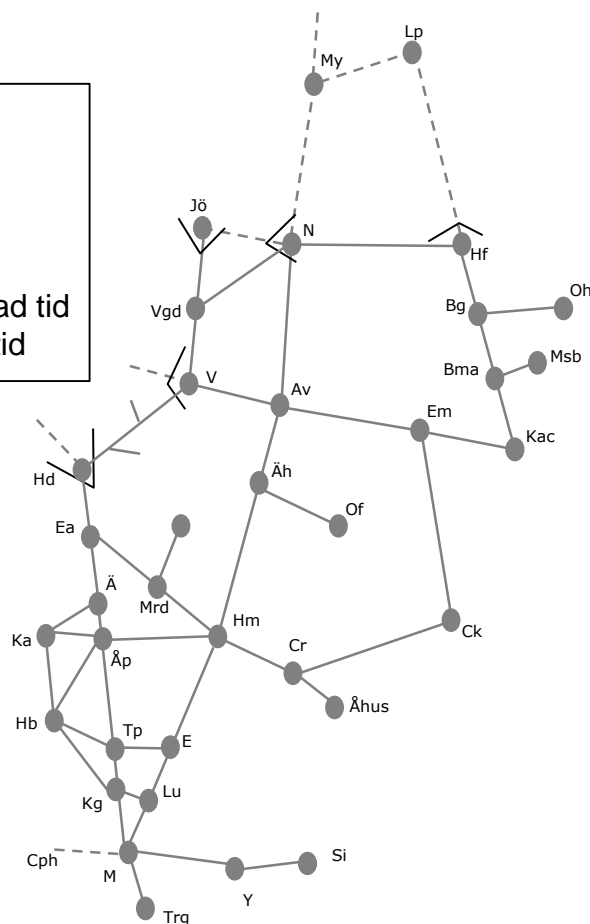 Lp
My
ad tid
tid
Jö
N
Hf
Vgd
Bg
Oh
Bma
Msb
V
Av
Em
Kac
Hd
Äh
Of
Ea
Ä
Mrd
Hm
Ka
Åp
Cr
Ck
Åhus
Hb
Tp
E
Kg
Lu
Cph
M
Si
Y
Trg